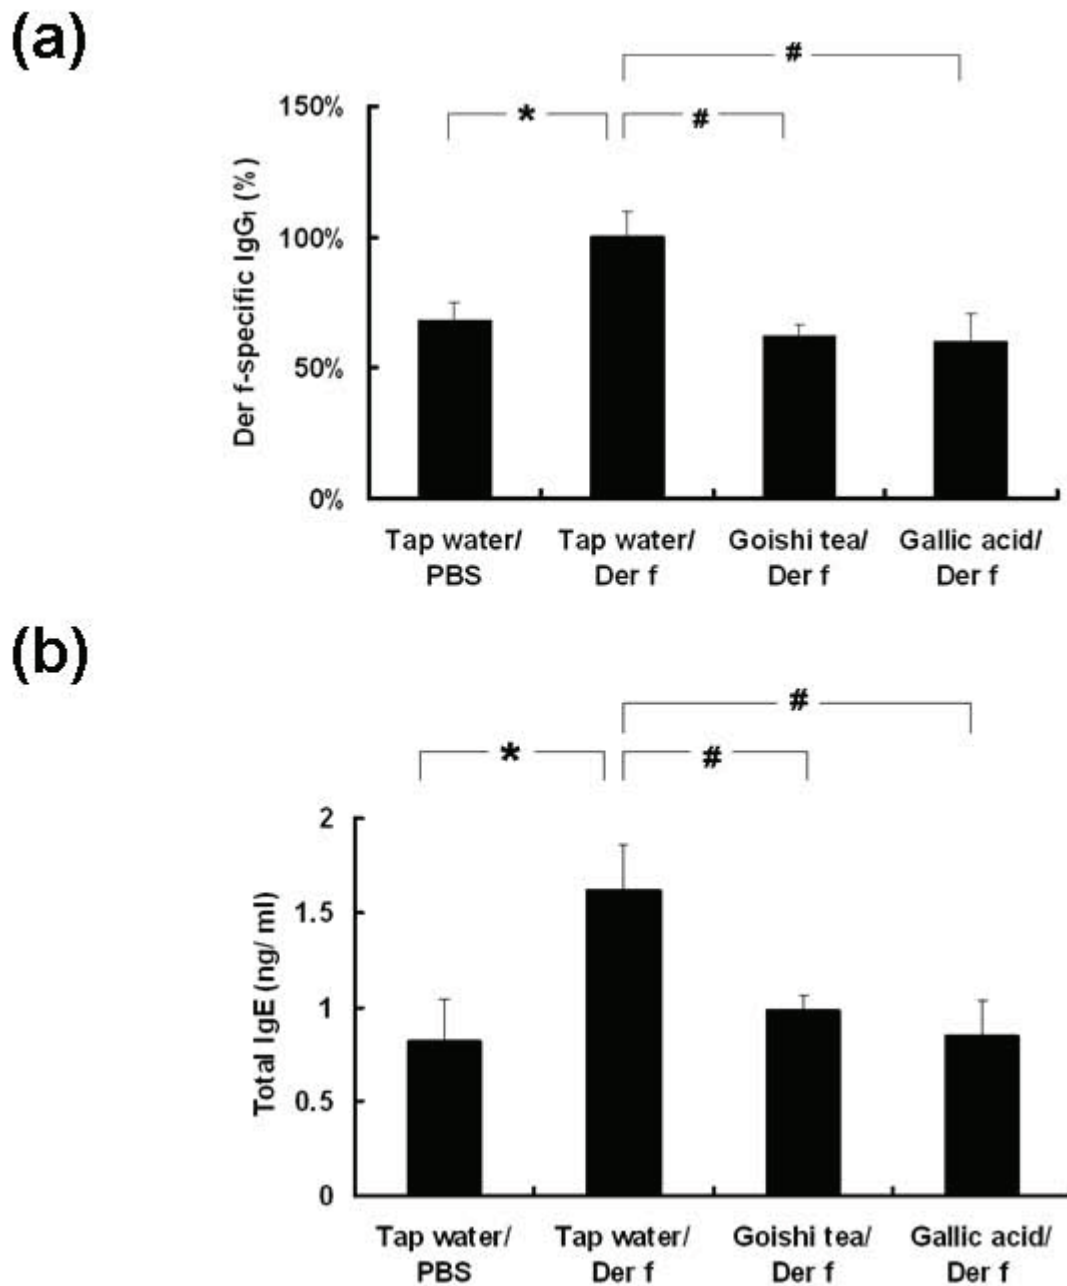 (a)
#
* #
150%
100%
50%
0%
Der f-specific IgG₁ (%)
Tap water/ Tap water/ Goishi tea/ Gallic acid/
PBS Der f Der f Der f
(b)
#
* #
2
1.5
1
0.5
0
Total IgE (ng/ ml)
Tap water/ Tap water/ Goishi tea/ Gallic acid/
PBS Der f Der f Der f